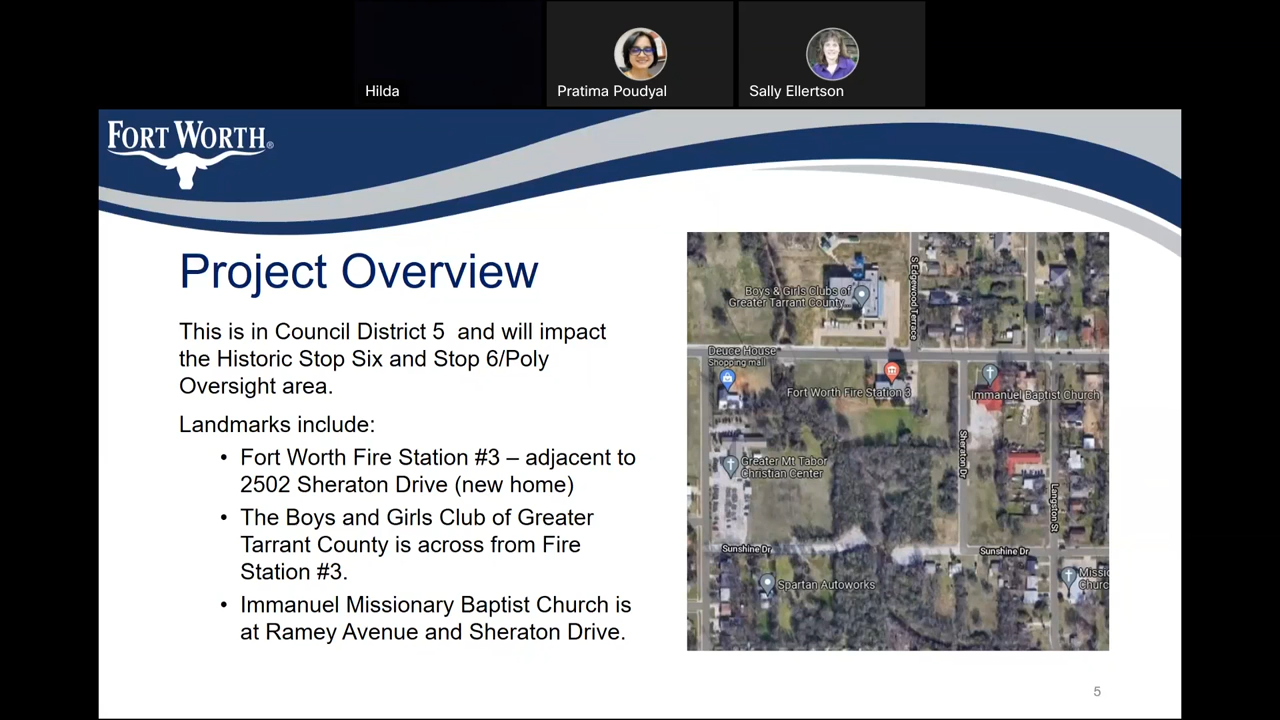 Hilda
Pratima Poudyal
Sally Ellertson
FORT WORTH®
Project Overview
This is in Council District 5 and will impact
the Historic Stop Six and Stop 6/Poly
Oversight area.
Landmarks include:
• Fort Worth Fire Station #3 – adjacent to
2502 Sheraton Drive (new home)
• The Boys and Girls Club of Greater
Tarrant County is across from Fire
Station #3.
• Immanuel Missionary Baptist Church is
at Ramey Avenue and Sheraton Drive.
S Edgewood Terrace
Boys & Girls Clubs of
Greater Tarrant County...
Deuce House
Shopping mall
Fort Worth Fire Station 3
Immanuel Baptist Church
Sheraton Dr
Greater Mt Tabor
Christian Center
Langston St
Sunshine Dr
Sunshine Dr
Spartan Autoworks
Missio
Churc
5